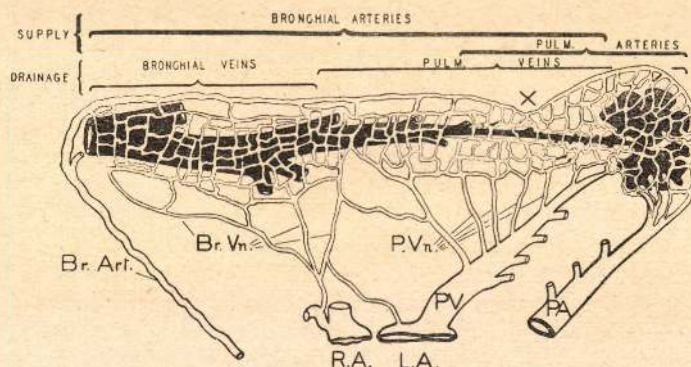 BRONCHIAL ARTERIES
SUPPLY
PULM. ARTERIES
DRAINAGE
BRONCHIAL VEINS
PULM. VEINS
X
Br. Vn.
P.Vn.
Br. Art.
PV
PA
R.A. L.A.